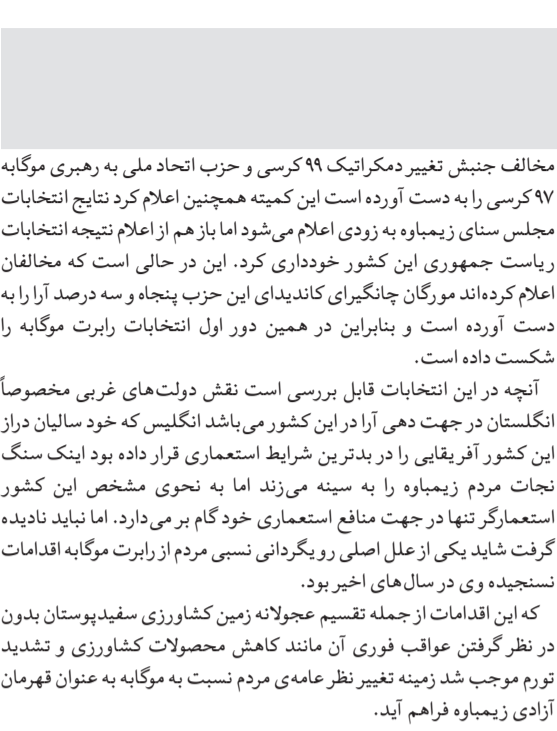 مخالف جنبش تغییر دمکراتیک ۹۹ کرسی و حزب اتحاد ملی به رهبری موگابه
۹۷ کرسی را به دست آورده است این کمیته همچنین اعلام کرد نتایج انتخابات
مجلس سنای زیمباوه به زودی اعلام می‌شود اما باز هم از اعلام نتیجه انتخابات
ریاست جمهوری این کشور خودداری کرد. این در حالی است که مخالفان
اعلام کرده‌اند مورگان چانگیرای کاندیدای این حزب پنجاه و سه درصد آرا را به
دست آورده است و بنابراین در همین دور اول انتخابات رابرت موگابه را
شکست داده است.
آنچه در این انتخابات قابل بررسی است نقش دولت‌های غربی مخصوصاً
انگلستان در جهت دهی آرا در این کشور می‌باشد انگلیس که خود سالیان دراز
این کشور آفریقایی را در بدترین شرایط استعماری قرار داده بود اینک سنگ
نجات مردم زیمباوه را به سینه می‌زند اما به نحوی مشخص این کشور
استعمارگر تنها در جهت منافع استعماری خود گام بر می‌دارد. اما نباید نادیده
گرفت شاید یکی از علل اصلی رویگردانی نسبی مردم از رابرت موگابه اقدامات
نسنجیده وی در سال‌های اخیر بود.
که این اقدامات از جمله تقسیم عجولانه زمین کشاورزی سفیدپوستان بدون
در نظر گرفتن عواقب فوری آن مانند کاهش محصولات کشاورزی و تشدید
تورم موجب شد زمینه تغییر نظر عامه‌ی مردم نسبت به موگابه به عنوان قهرمان
آزادی زیمباوه فراهم آید.